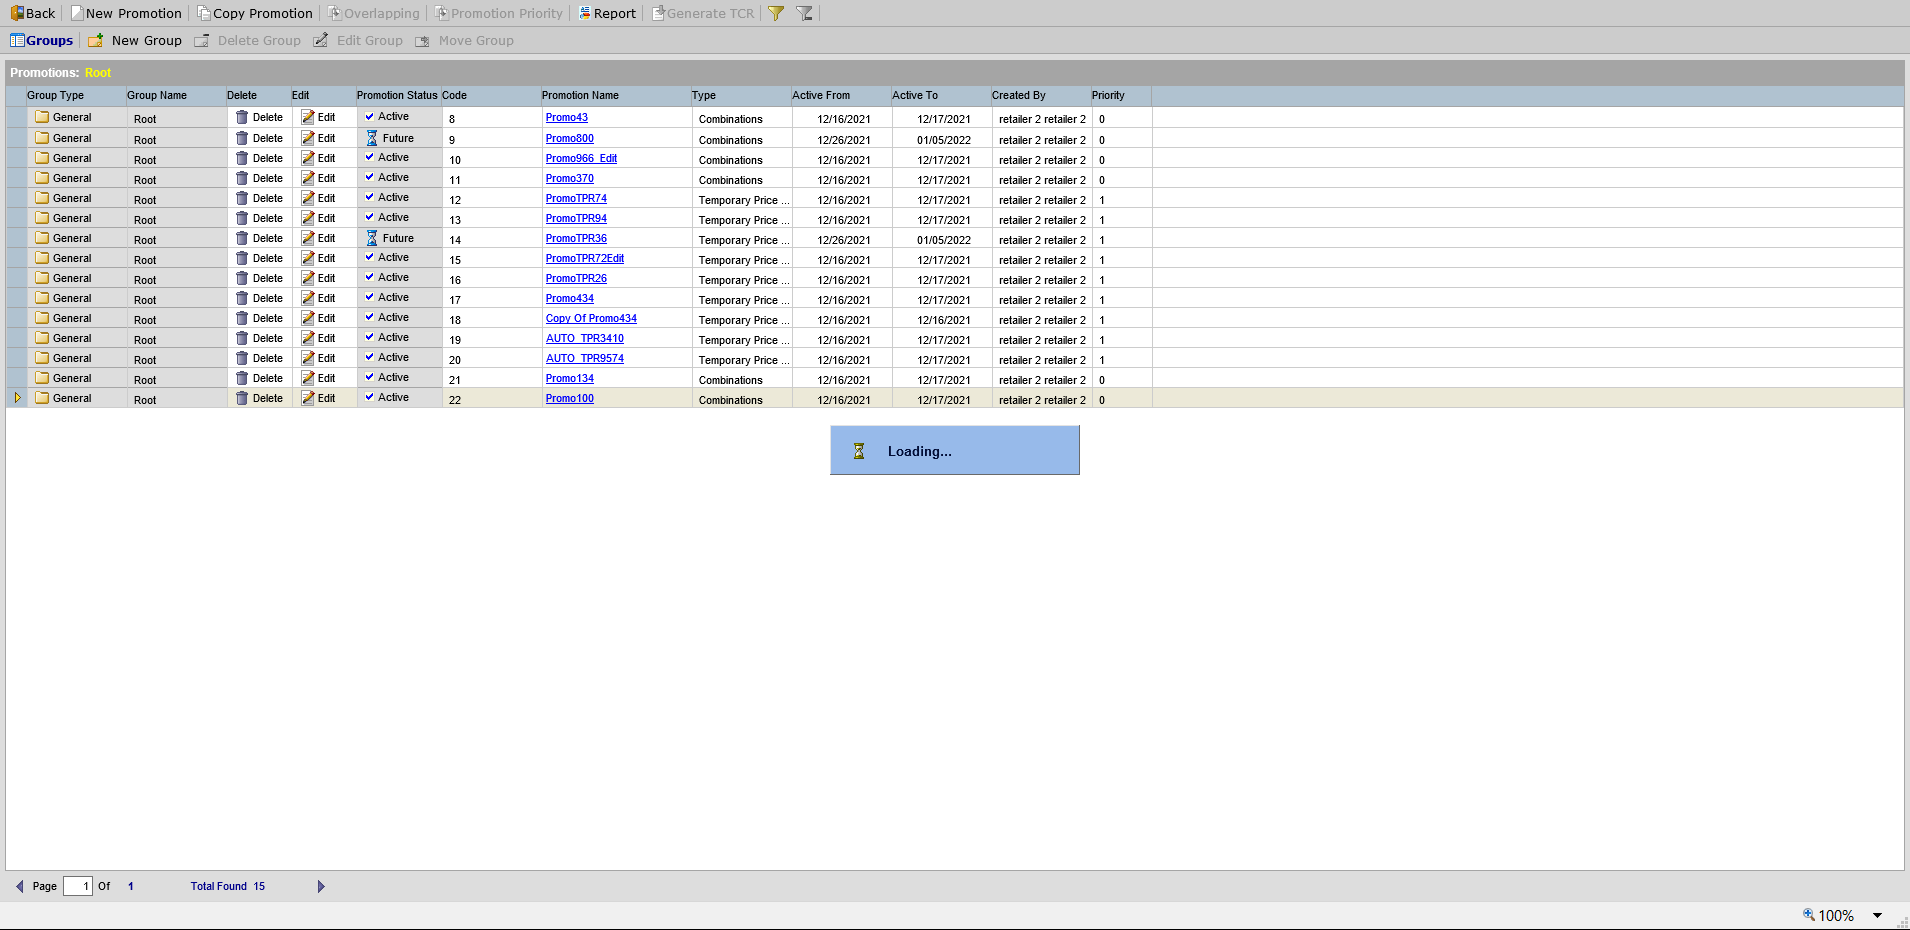 Back New Promotion Copy Promotion Overlapping Promotion Priority Report Generate TCR
Groups New Group Delete Group Edit Group Move Group
Promotions: Root
Group Type Group Name Delete Edit Promotion Status Code Promotion Name Type Active From Active To Created By Priority
General Root Delete Edit Active 8 Promo43 Combinations 12/16/2021 12/17/2021 retailer 2 retailer 2 0
General Root Delete Edit Future 9 Promo800 Combinations 12/26/2021 01/05/2022 retailer 2 retailer 2 0
General Root Delete Edit Active 10 Promo966_Edit Combinations 12/16/2021 12/17/2021 retailer 2 retailer 2 0
General Root Delete Edit Active 11 Promo370 Combinations 12/16/2021 12/17/2021 retailer 2 retailer 2 0
General Root Delete Edit Active 12 PromoTPR74 Temporary Price ... 12/16/2021 12/17/2021 retailer 2 retailer 2 1
General Root Delete Edit Active 13 PromoTPR94 Temporary Price ... 12/16/2021 12/17/2021 retailer 2 retailer 2 1
General Root Delete Edit Future 14 PromoTPR36 Temporary Price ... 12/26/2021 01/05/2022 retailer 2 retailer 2 1
General Root Delete Edit Active 15 PromoTPR72Edit Temporary Price ... 12/16/2021 12/17/2021 retailer 2 retailer 2 1
General Root Delete Edit Active 16 PromoTPR26 Temporary Price ... 12/16/2021 12/17/2021 retailer 2 retailer 2 1
General Root Delete Edit Active 17 Promo434 Temporary Price ... 12/16/2021 12/17/2021 retailer 2 retailer 2 1
General Root Delete Edit Active 18 Copy Of Promo434 Temporary Price ... 12/16/2021 12/16/2021 retailer 2 retailer 2 1
General Root Delete Edit Active 19 AUTO_TPR3410 Temporary Price ... 12/16/2021 12/17/2021 retailer 2 retailer 2 1
General Root Delete Edit Active 20 AUTO_TPR9574 Temporary Price ... 12/16/2021 12/17/2021 retailer 2 retailer 2 1
General Root Delete Edit Active 21 Promo134 Combinations 12/16/2021 12/17/2021 retailer 2 retailer 2 0
General Root Delete Edit Active 22 Promo100 Combinations 12/16/2021 12/17/2021 retailer 2 retailer 2 0
Loading...
Page 1 Of 1 Total Found 15
100%